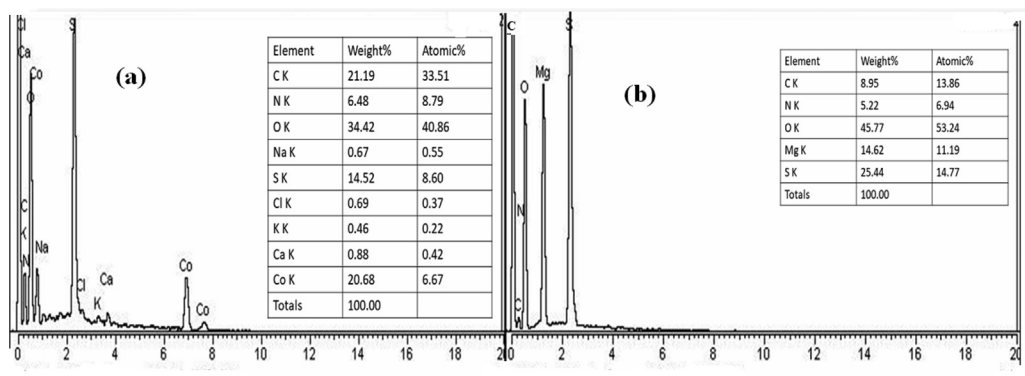 Cl
S
Ca
Co
O
(a)
C
K
N
Na
Cl
K
Ca
Co
Co
Element Weight% Atomic%
C K 21.19 33.51
N K 6.48 8.79
O K 34.42 40.86
Na K 0.67 0.55
S K 14.52 8.60
Cl K 0.69 0.37
K K 0.46 0.22
Ca K 0.88 0.42
Co K 20.68 6.67
Totals 100.00
0 2 4 6 8 10 12 14 16 18 2
C
S
O
Mg
(b)
N
C
Element Weight% Atomic%
C K 8.95 13.86
N K 5.22 6.94
O K 45.77 53.24
Mg K 14.62 11.19
S K 25.44 14.77
Totals 100.00
0 2 4 6 8 10 12 14 16 18 20